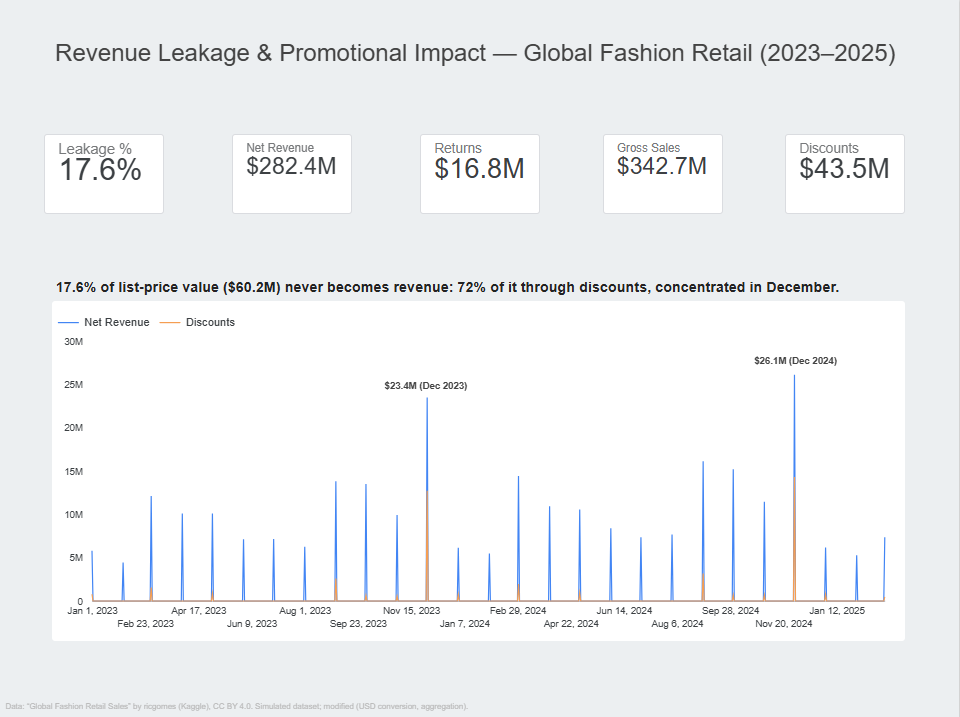 Revenue Leakage & Promotional Impact — Global Fashion Retail (2023–2025)
Leakage %
17.6%
Net Revenue
$282.4M
Returns
$16.8M
Gross Sales
$342.7M
Discounts
$43.5M
17.6% of list-price value ($60.2M) never becomes revenue: 72% of it through discounts, concentrated in December.
Net Revenue Discounts
30M
25M
20M
15M
10M
5M
0
$23.4M (Dec 2023)
$26.1M (Dec 2024)
Jan 1, 2023 Apr 17, 2023 Aug 1, 2023 Nov 15, 2023 Feb 29, 2024 Jun 14, 2024 Sep 28, 2024 Jan 12, 2025
Feb 23, 2023 Jun 9, 2023 Sep 23, 2023 Jan 7, 2024 Apr 22, 2024 Aug 6, 2024 Nov 20, 2024
Data: "Global Fashion Retail Sales" by ricgomes (Kaggle), CC BY 4.0. Simulated dataset; modified (USD conversion, aggregation).